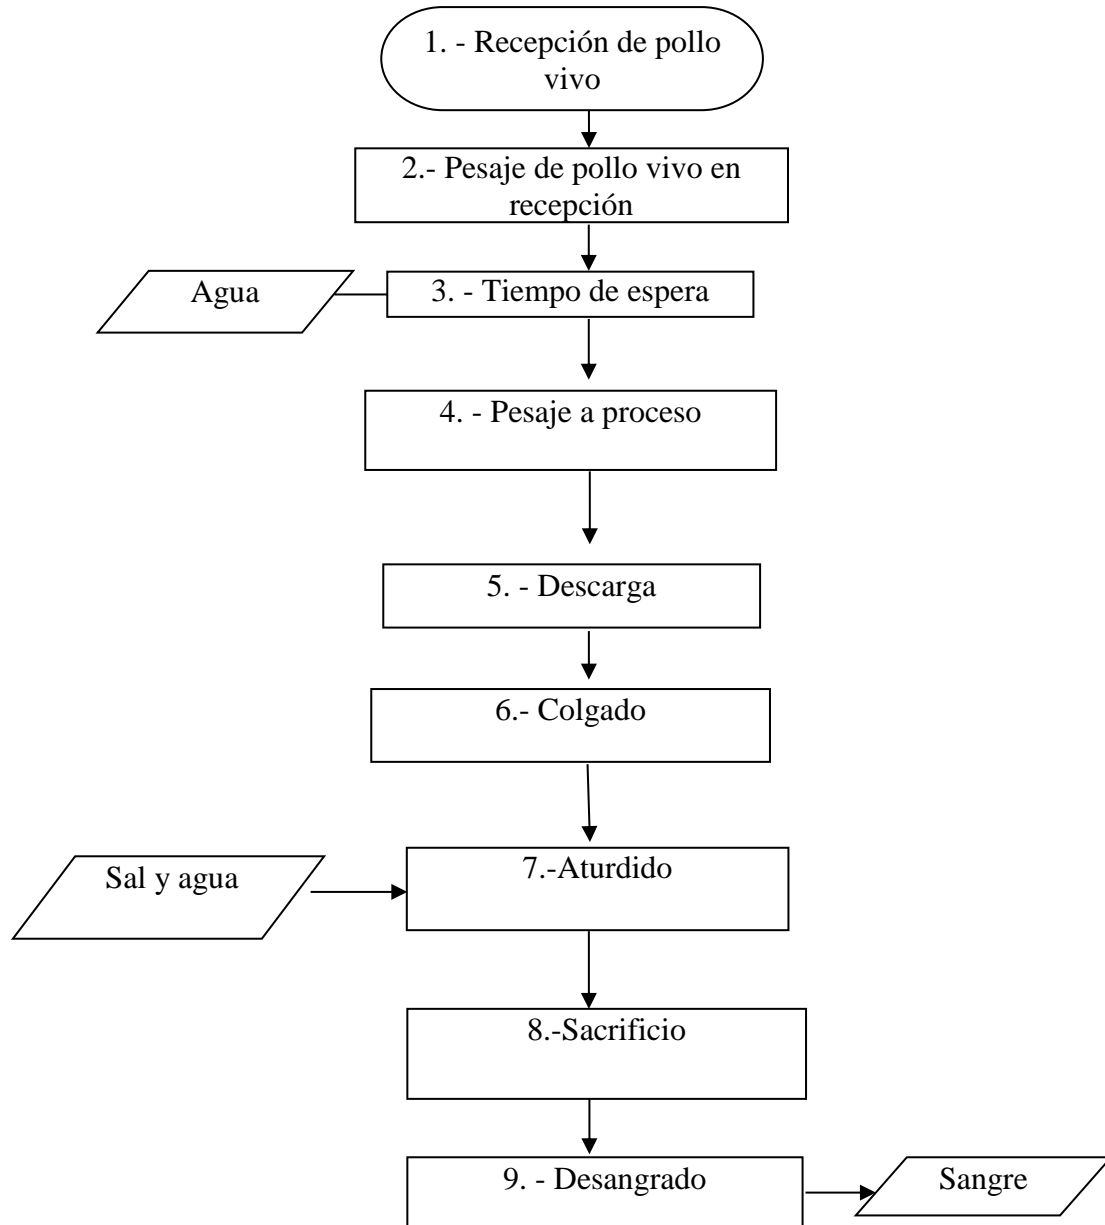 1. - Recepción de pollo
vivo
2.- Pesaje de pollo vivo en
recepción
Agua
3. - Tiempo de espera
4. - Pesaje a proceso
5. - Descarga
6.- Colgado
Sal y agua
7.-Aturdido
8.-Sacrificio
9. - Desangrado
Sangre